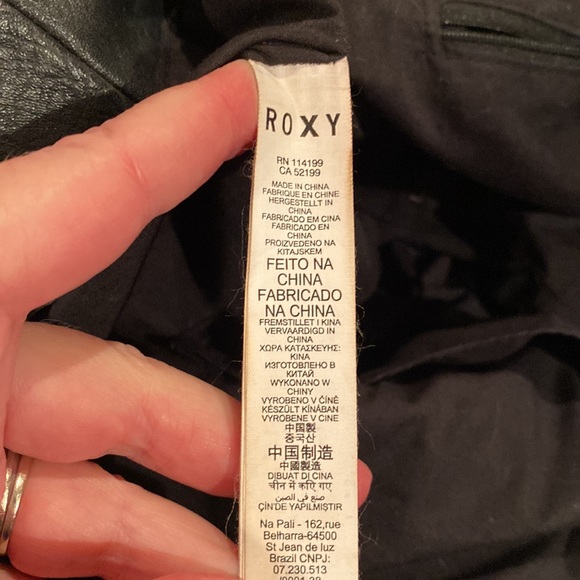 ROXY
RN 114199
CA 52199
MADE IN CHINA
FABRIQUE EN CHINE
HERGESTELLT IN
CHINA
FABRICADO EM CINA
FABRICADO EN
CHINA
PROIZVEDENO NA
KITAJSKEM
FEITO NA
CHINA
FABRICADO
NA CHINA
FREMSTILLET I KINA
VERVAARDIGD IN
CHINA
ΧΩΡΑ ΚΑΤΑΣΚΕΥΗΣ:
ΚΙΝΑ
ИЗГОТОВЛЕНО В
КИТАЙ
WYKONANO W
CHINY
VYROBENO V ČÍNĚ
KÉSZÜLT KÍNÁBAN
VYROBENE V CINE
中国製
중국산
中国制造
中國製造
DIBUAT DI CINA
चीन में
صنع في الصين
ÇİN'DE YAPILMIŞTIR
Na Pali - 162,rue
Belharra-64500
St Jean de luz
Brazil CNPJ:
07.230.513
/0001-38